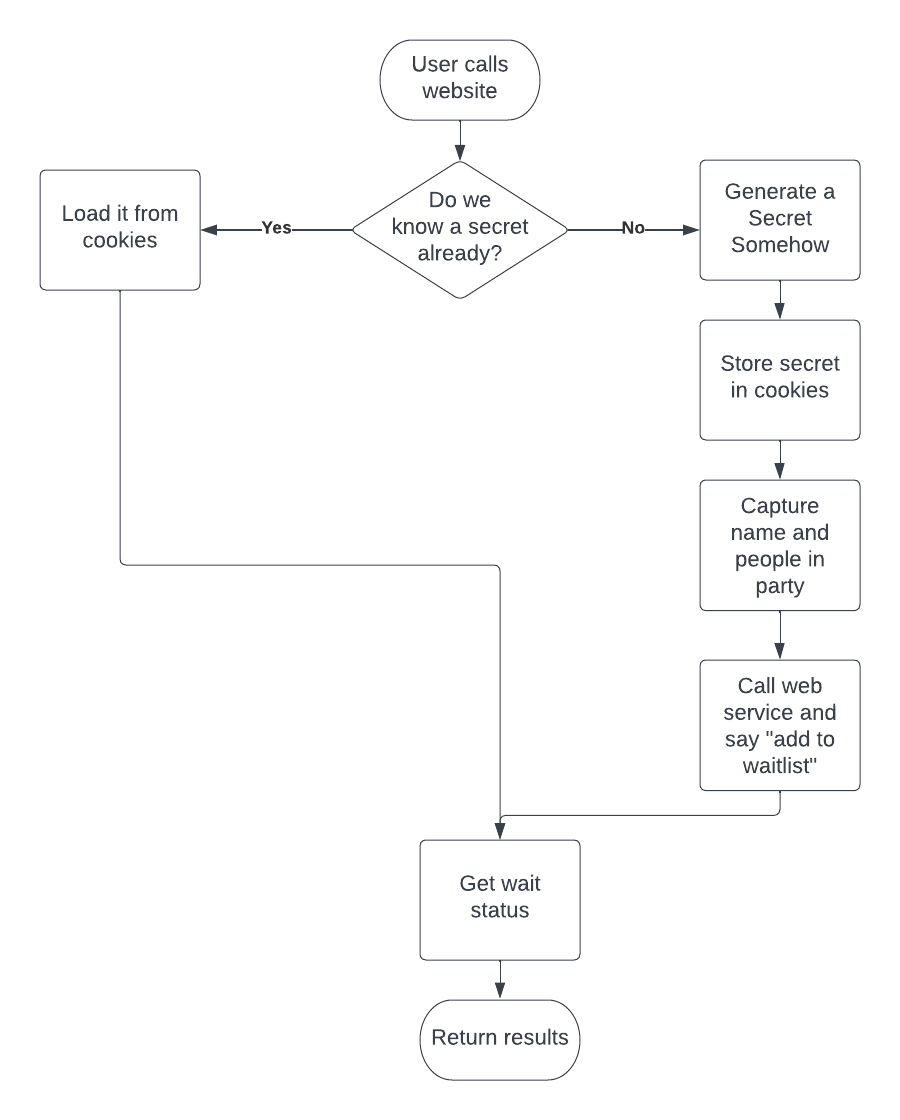 User calls
website
Do we
know a secret
already?
Yes
Load it from
cookies
No
Generate a
Secret
Somehow
Store secret
in cookies
Capture
name and
people in
party
Call web
service and
say "add to
waitlist"
Get wait
status
Return results